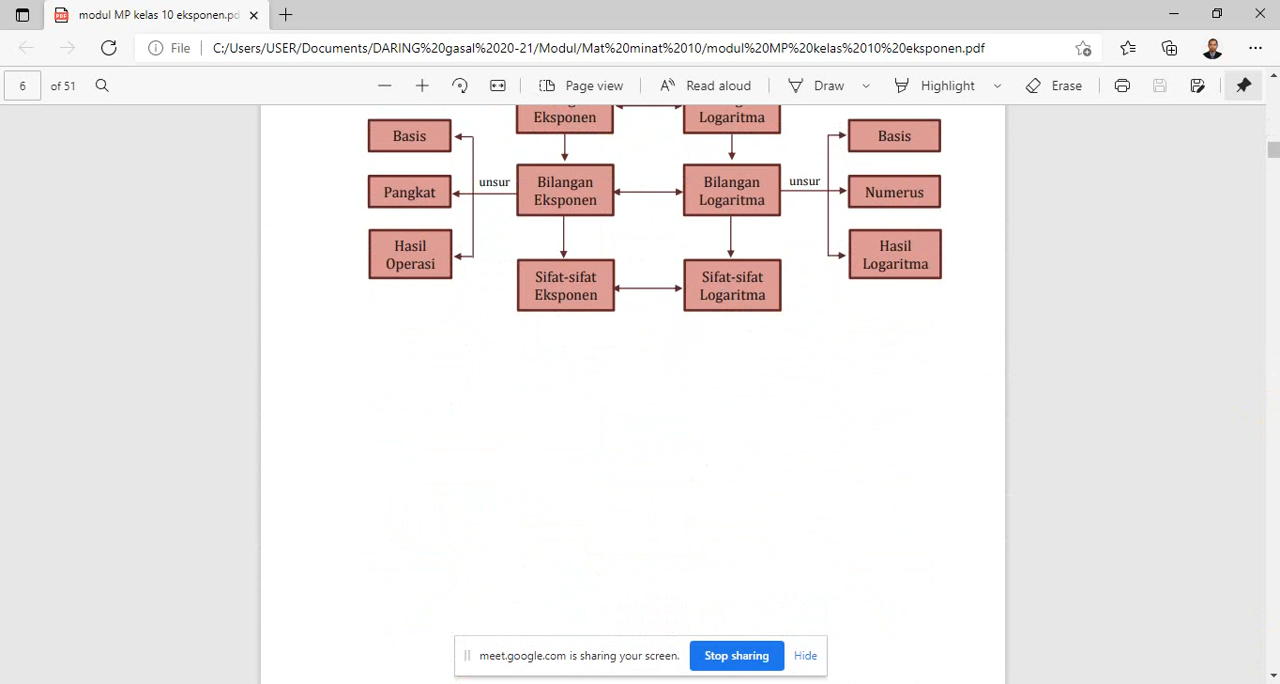 modul MP kelas 10 eksponen.pd
File
C:/Users/USER/Documents/DARING%20gasal%2020-21/Modul/Mat%20minat%2010/modul%20MP%20kelas%2010%20eksponen.pdf
6 of 51
Page view
Read aloud
Draw
Highlight
Erase
Eksponen
Logaritma
Basis
Basis
unsur
Bilangan
Eksponen
Bilangan
Logaritma
unsur
Pangkat
Numerus
Hasil
Operasi
Hasil
Logaritma
Sifat-sifat
Eksponen
Sifat-sifat
Logaritma
meet.google.com is sharing your screen.
Stop sharing
Hide